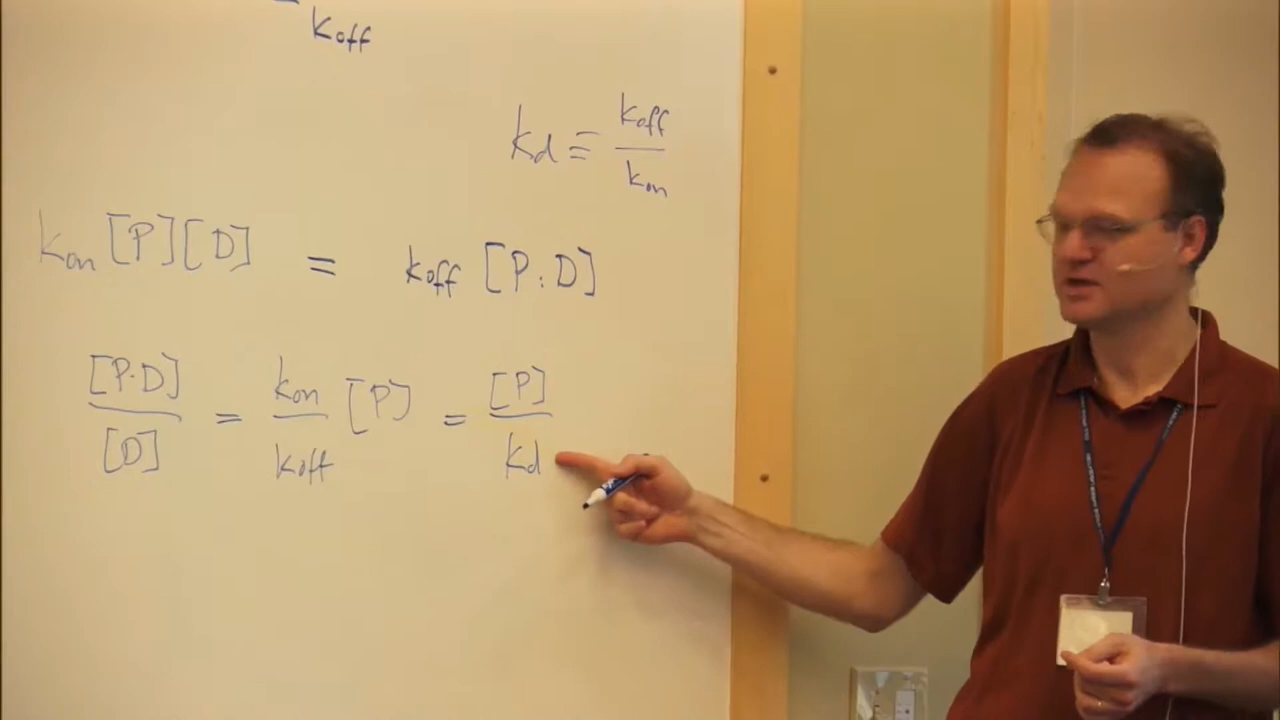 koff
kd ≡ koff / kon
kon [P][D] = koff [P:D]
[P·D] / [D] = kon / koff [P] = [P] / kd